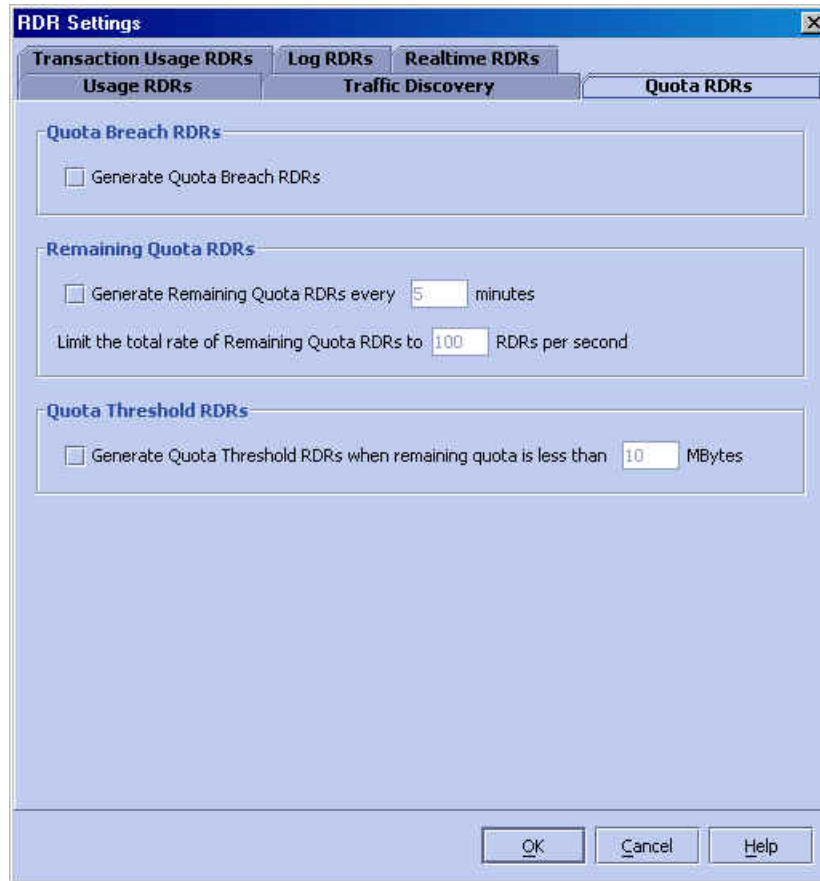 RDR Settings
Transaction Usage RDRs Log RDRs Realtime RDRs
Usage RDRs Traffic Discovery Quota RDRs
Quota Breach RDRs
Generate Quota Breach RDRs
Remaining Quota RDRs
Generate Remaining Quota RDRs every 5 minutes
Limit the total rate of Remaining Quota RDRs to 100 RDRs per second
Quota Threshold RDRs
Generate Quota Threshold RDRs when remaining quota is less than 10 MBytes
OK Cancel Help